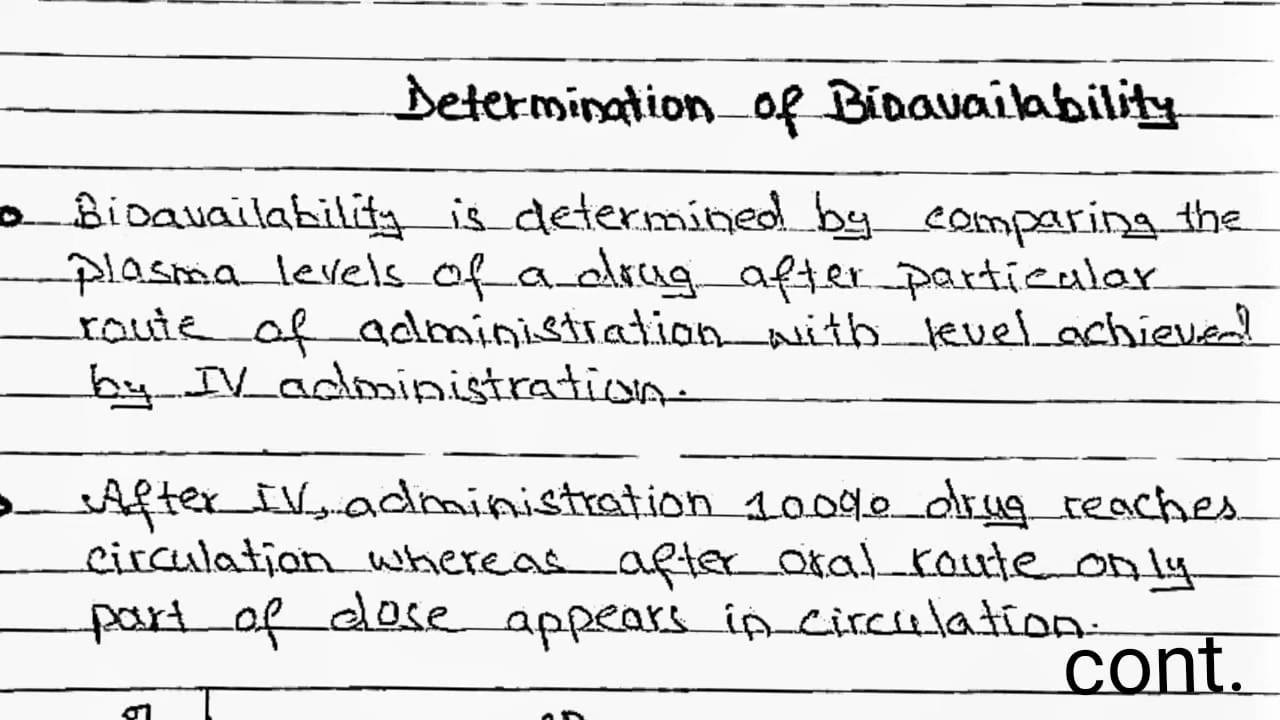 Determination of Bioavailability
Bioavailability is determined by comparing the
plasma levels of a drug after particular
route of administration with level achieved
by IV administration.
After IV, administration 100% drug reaches
circulation whereas after oral route only
part of dose appears in circulation.
cont.